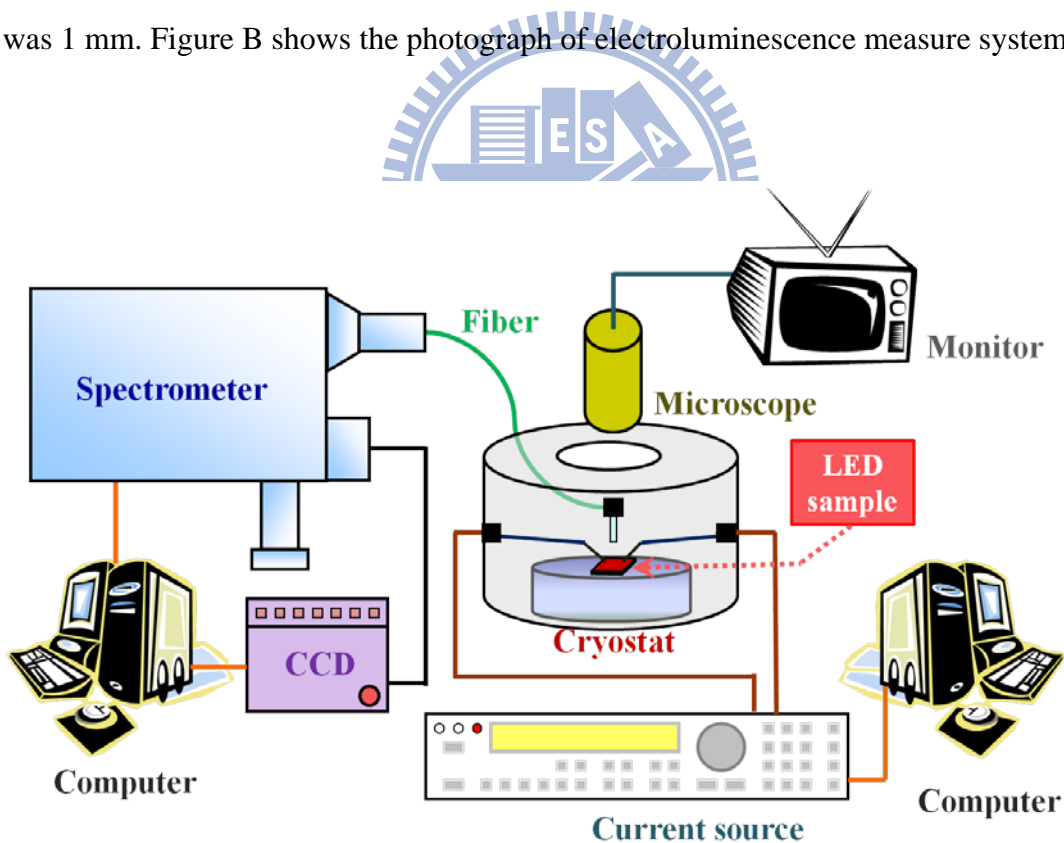 was 1 mm. Figure B shows the photograph of electroluminescence measure system
E S A
Fiber
Monitor
Spectrometer
Microscope
LED
sample
Cryostat
CCD
Computer
Computer
Current source